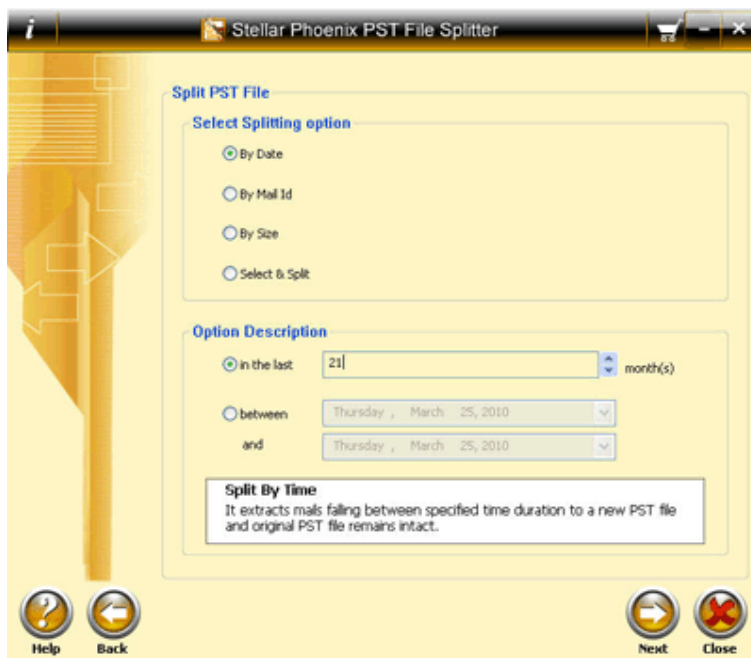 i Stellar Phoenix PST File Splitter
Split PST File
Select Splitting option
By Date
By Mail Id
By Size
Select & Split
Option Description
in the last 21 month(s)
between Thursday , March 25, 2010
and Thursday , March 25, 2010
Split By Time
It extracts mails falling between specified time duration to a new PST file
and original PST file remains intact.
? Help Back Next Close